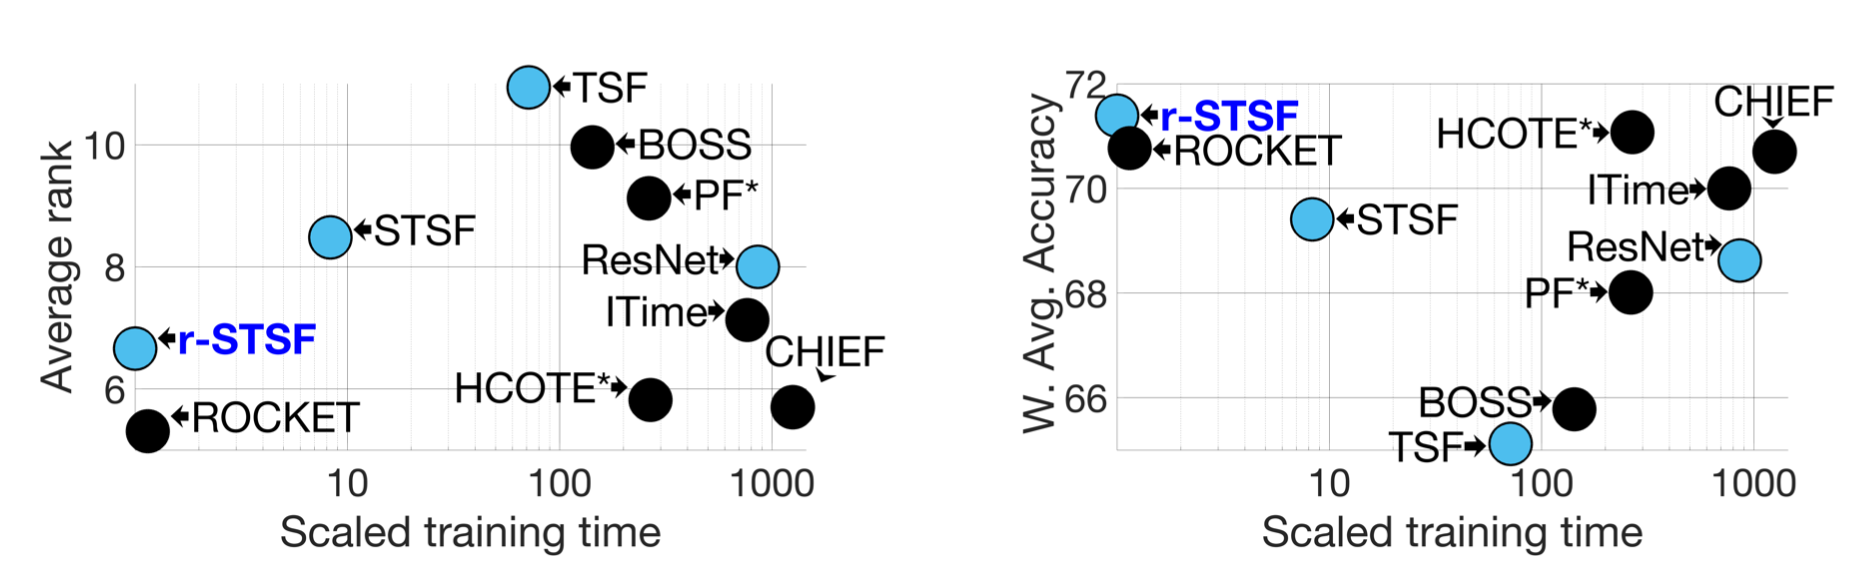 TSF
10
BOSS
PF*
STSF
8
ResNet
ITime
r-STSF
CHIEF
6
HCOTE*
ROCKET
10
100
1000
Scaled training time
Average rank
72
CHIEF
r-STSF
HCOTE*
ROCKET
70
ITime
STSF
ResNet
68
PF*
66
BOSS
TSF
10
100
1000
Scaled training time
W. Avg. Accuracy